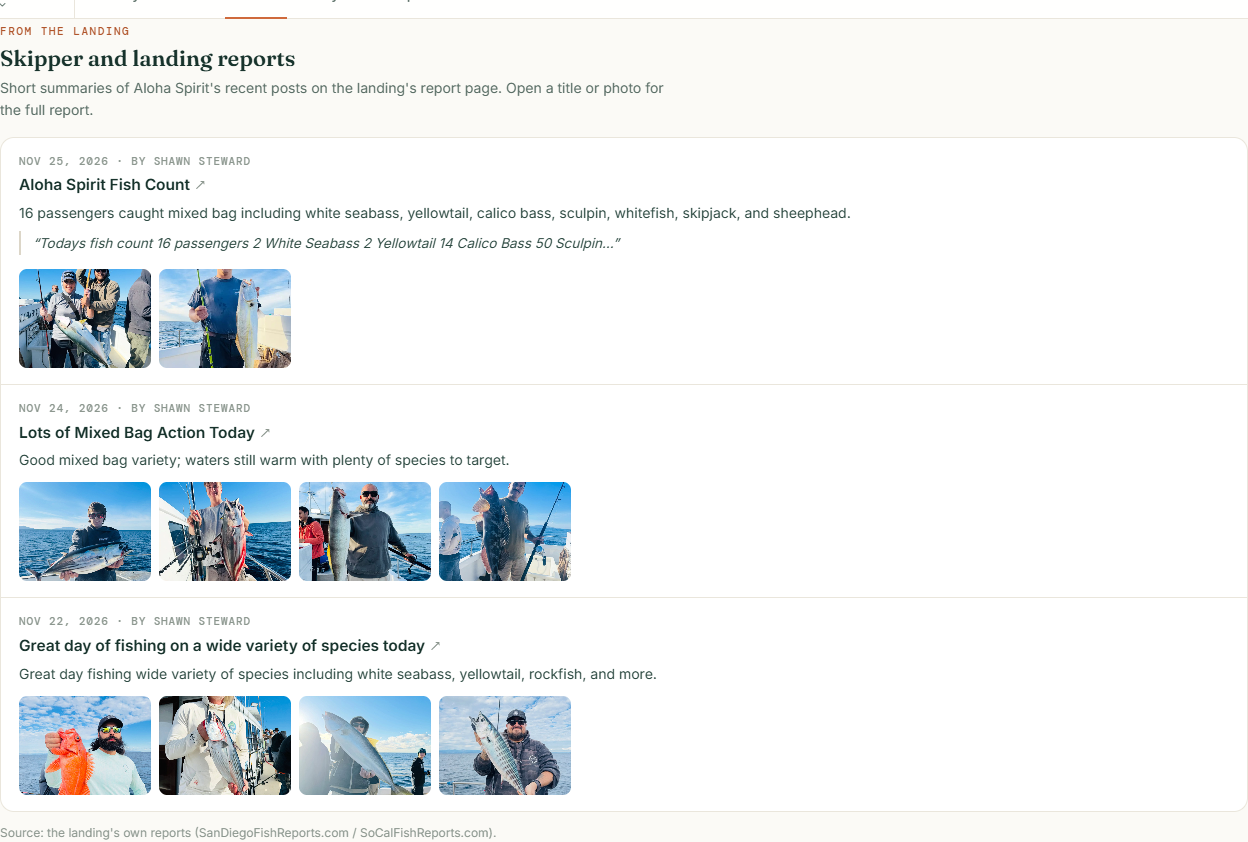 FROM THE LANDING
Skipper and landing reports
Short summaries of Aloha Spirit's recent posts on the landing's report page. Open a title or photo for
the full report.
NOV 25, 2026 · BY SHAWN STEWARD
Aloha Spirit Fish Count ↗
16 passengers caught mixed bag including white seabass, yellowtail, calico bass, sculpin, whitefish, skipjack, and sheephead.
“Todays fish count 16 passengers 2 White Seabass 2 Yellowtail 14 Calico Bass 50 Sculpin…”
NOV 24, 2026 · BY SHAWN STEWARD
Lots of Mixed Bag Action Today ↗
Good mixed bag variety; waters still warm with plenty of species to target.
NOV 22, 2026 · BY SHAWN STEWARD
Great day of fishing on a wide variety of species today ↗
Great day fishing wide variety of species including white seabass, yellowtail, rockfish, and more.
Source: the landing's own reports (SanDiegoFishReports.com / SoCalFishReports.com).